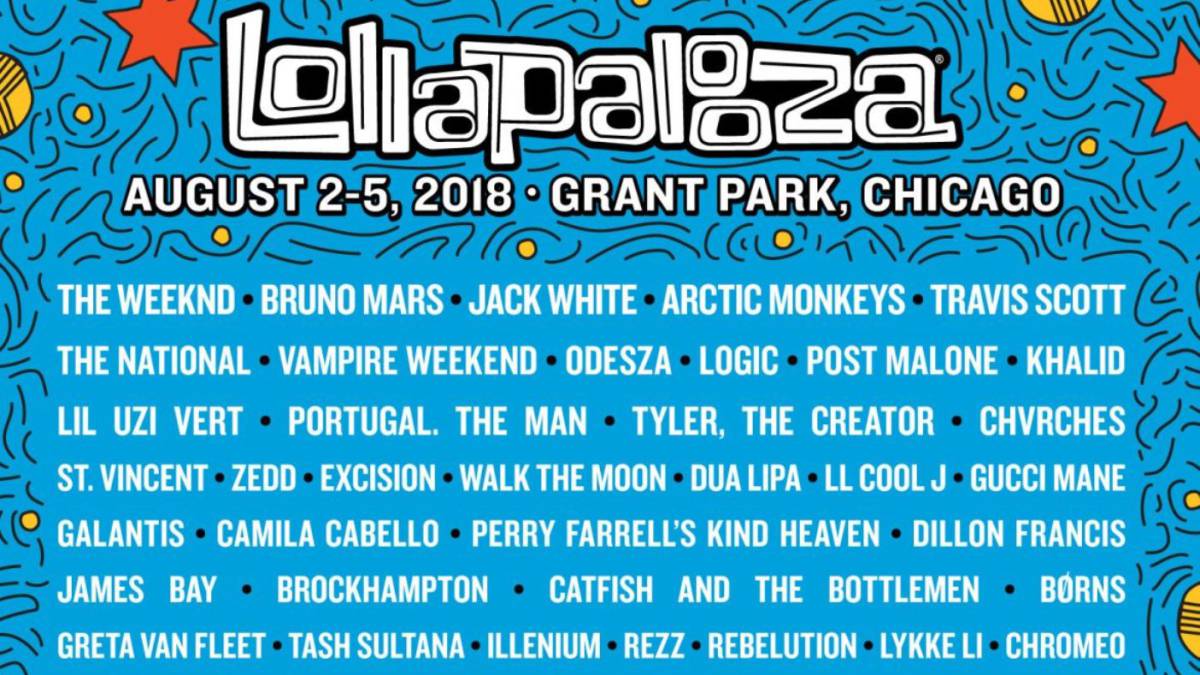 Lollapalooza®
AUGUST 2-5, 2018 • GRANT PARK, CHICAGO
THE WEEKND • BRUNO MARS • JACK WHITE • ARCTIC MONKEYS • TRAVIS SCOTT
THE NATIONAL • VAMPIRE WEEKEND • ODESZA • LOGIC • POST MALONE • KHALID
LIL UZI VERT • PORTUGAL. THE MAN • TYLER, THE CREATOR • CHVRCHES
ST. VINCENT • ZEDD • EXCISION • WALK THE MOON • DUA LIPA • LL COOL J • GUCCI MANE
GALANTIS • CAMILA CABELLO • PERRY FARRELL'S KIND HEAVEN • DILLON FRANCIS
JAMES BAY • BROCKHAMPTON • CATFISH AND THE BOTTLEMEN • BØRNS
GRETA VAN FLEET • TASH SULTANA • ILLENIUM • REZZ • REBELUTION • LYKKE LI • CHROMEO